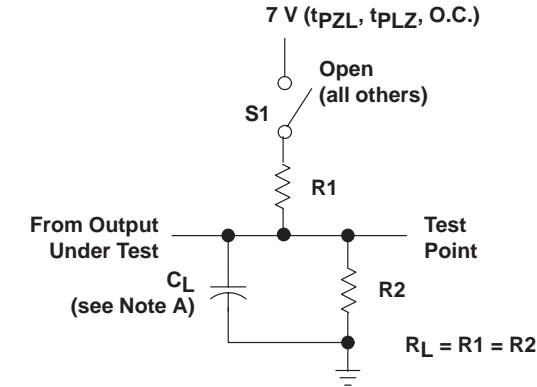 7 V (tPZL, tPLZ, O.C.)
Open
(all others)
S1
R1
From Output
Under Test
Test
Point
CL
(see Note A)
R2
RL = R1 = R2